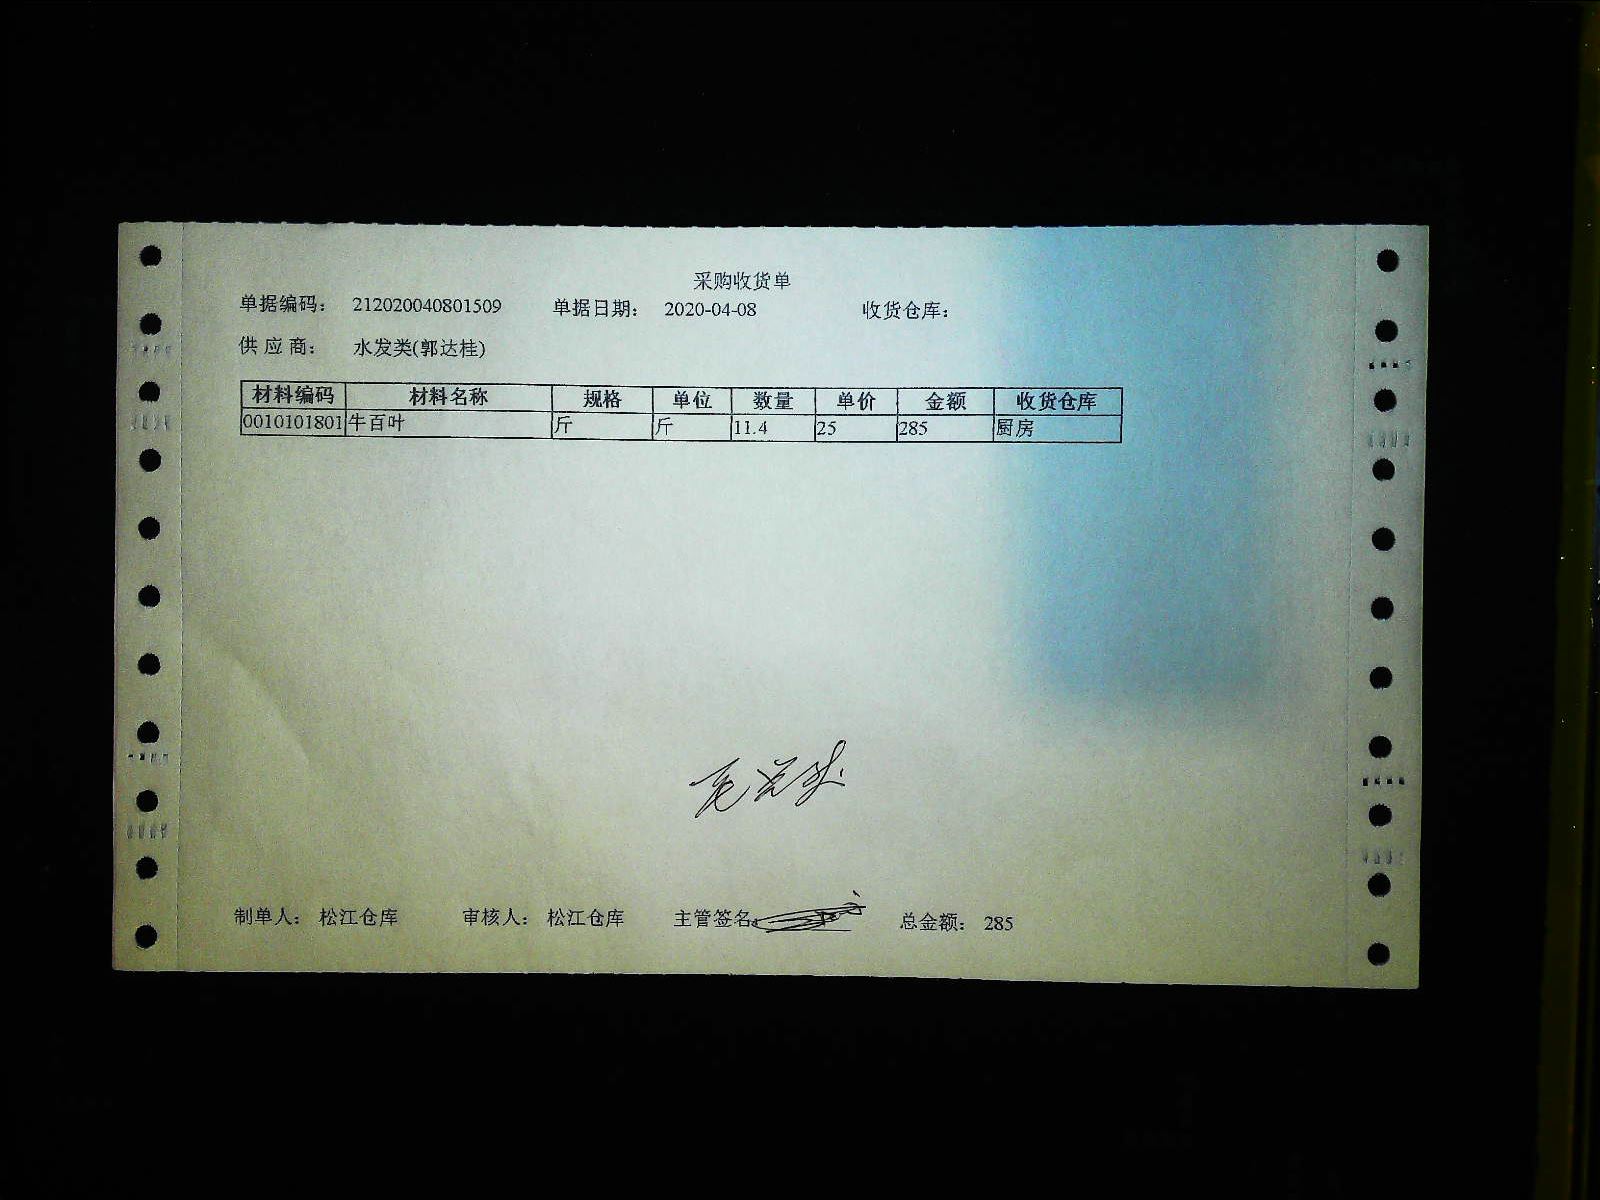 采购收货单
单据编码： 212020040801509 单据日期： 2020-04-08 收货仓库：
供 应 商： 水发类(郭达桂)
材料编码 材料名称 规格 单位 数量 单价 金额 收货仓库
0010101801 牛百叶 斤 斤 11.4 25 285 厨房
制单人： 松江仓库 审核人： 松江仓库 主管签名： 总金额： 285